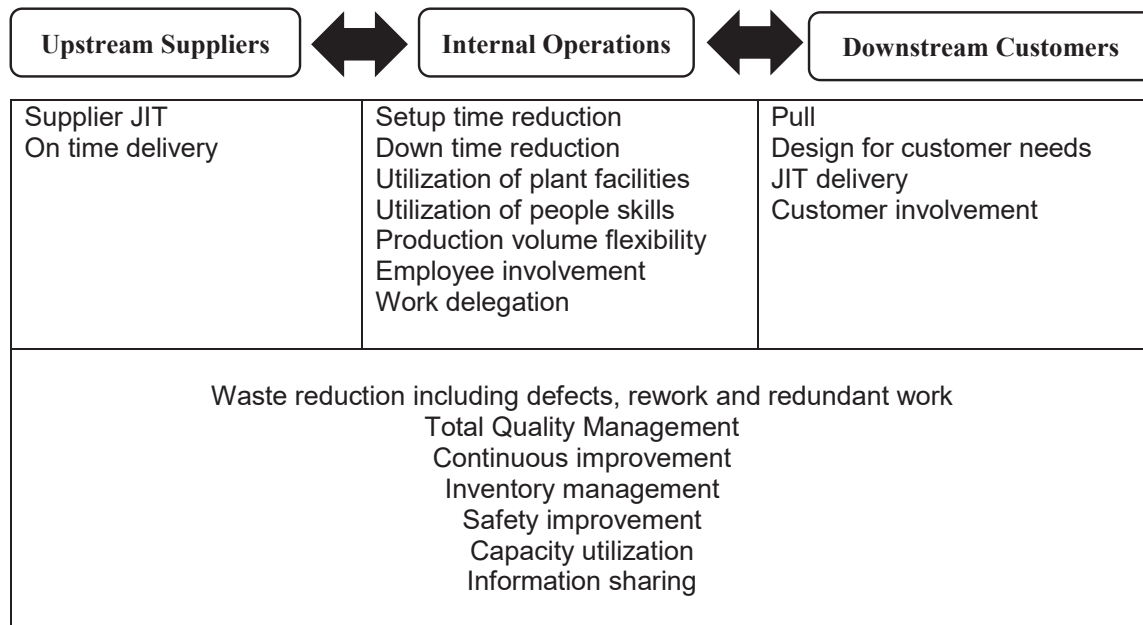 Upstream Suppliers
Internal Operations
Downstream Customers
Supplier JIT
On time delivery
Setup time reduction
Down time reduction
Utilization of plant facilities
Utilization of people skills
Production volume flexibility
Employee involvement
Work delegation
Pull
Design for customer needs
JIT delivery
Customer involvement
Waste reduction including defects, rework and redundant work
Total Quality Management
Continuous improvement
Inventory management
Safety improvement
Capacity utilization
Information sharing